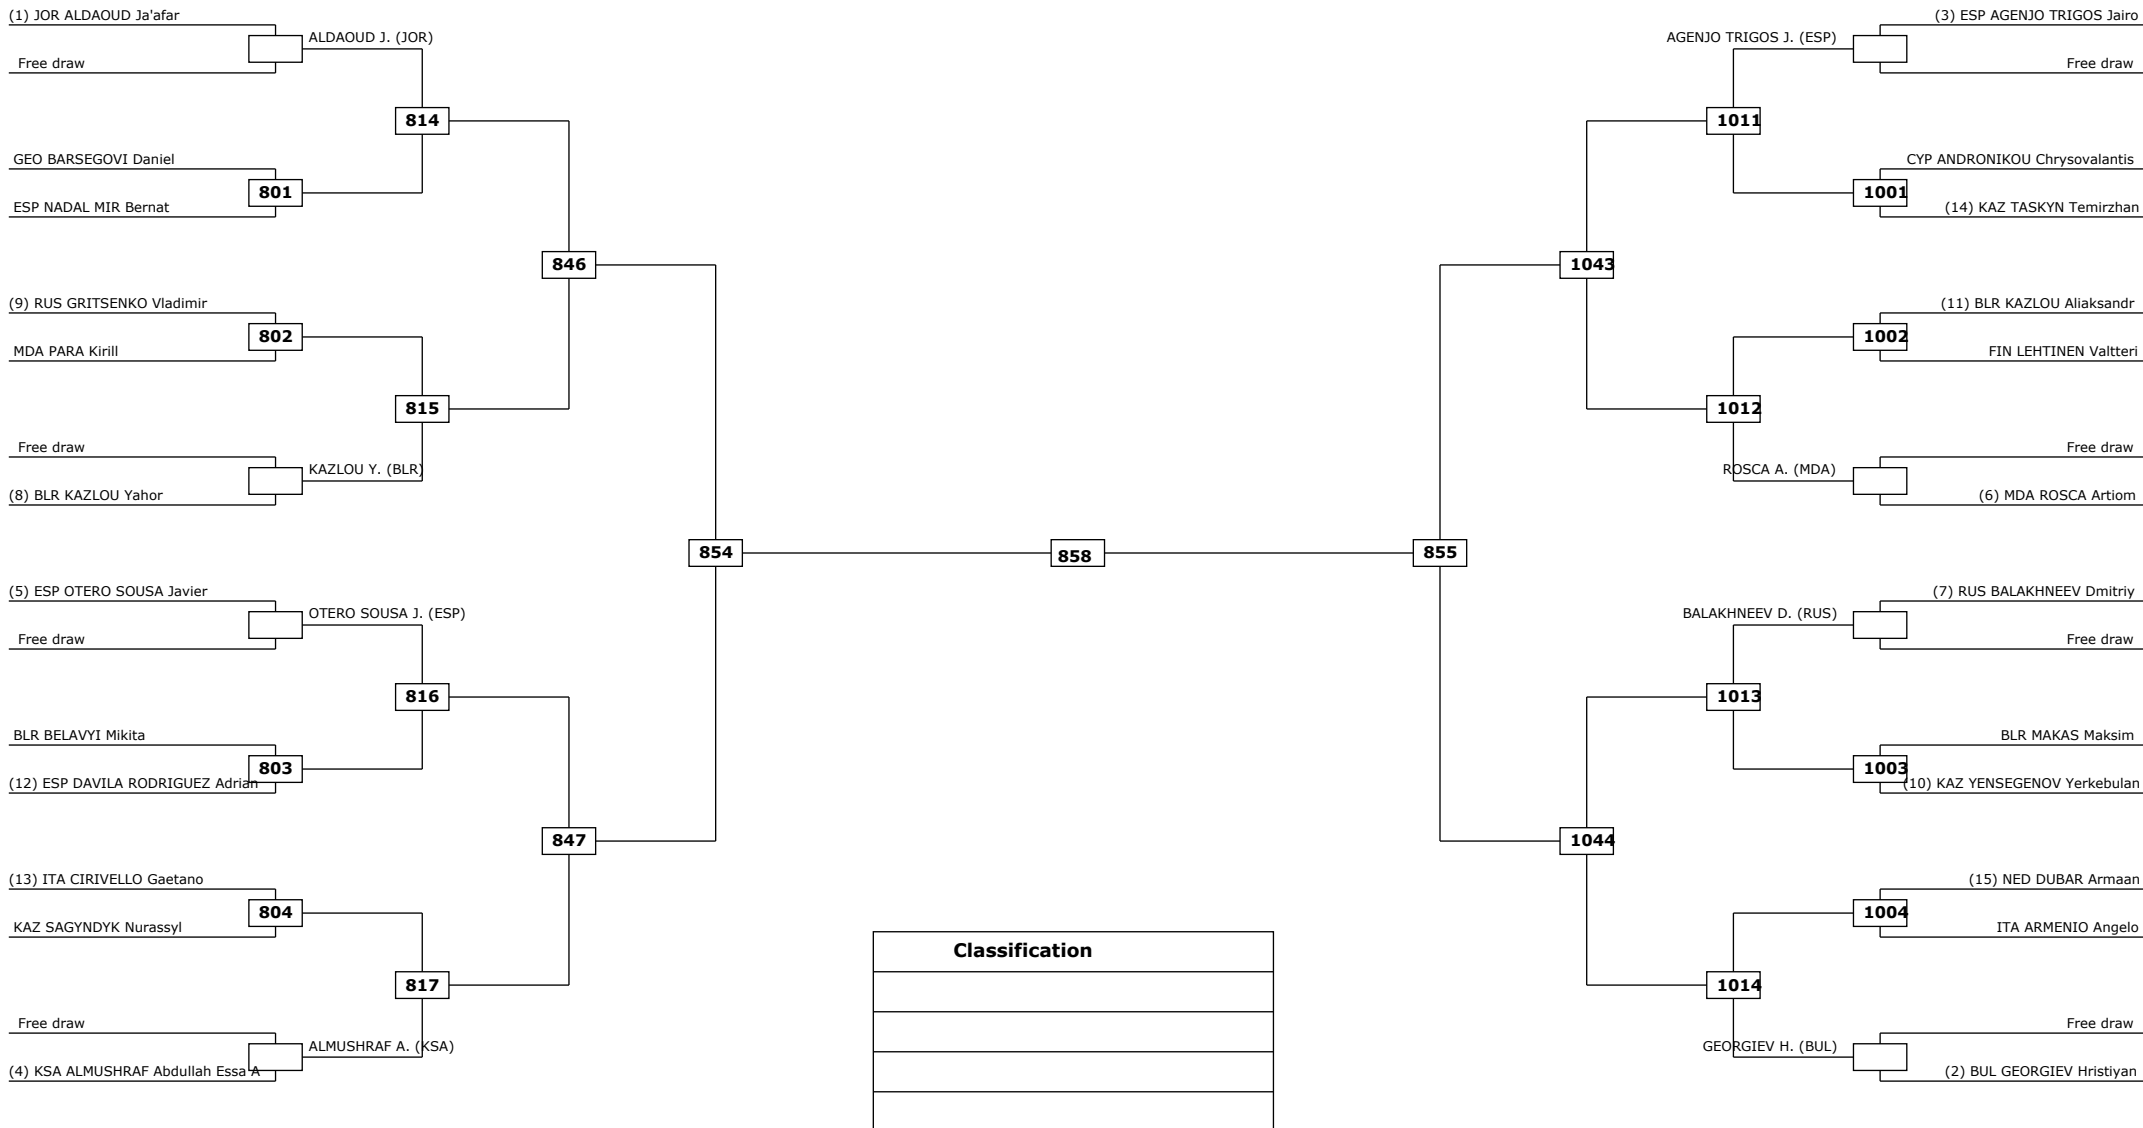 (1) JOR ALDAOUD Ja'afar
ALDAOUD J. (JOR)
Free draw
814
GEO BARSEGOVI Daniel
801
ESP NADAL MIR Bernat
846
(9) RUS GRITSENKO Vladimir
802
MDA PARA Kirill
815
Free draw
KAZLOU Y. (BLR)
(8) BLR KAZLOU Yahor
854
(5) ESP OTERO SOUSA Javier
OTERO SOUSA J. (ESP)
Free draw
816
BLR BELAVYI Mikita
803
(12) ESP DAVILA RODRIGUEZ Adrian
847
(13) ITA CIRIVELLO Gaetano
804
KAZ SAGYNDYK Nurassyl
817
Free draw
ALMUSHRAF A. (KSA)
(4) KSA ALMUSHRAF Abdullah Essa A
858
Classification
(3) ESP AGENJO TRIGOS Jairo
AGENJO TRIGOS J. (ESP)
Free draw
1011
CYP ANDRONIKOU Chrysovalantis
1001
(14) KAZ TASKYN Temirzhan
1043
(11) BLR KAZLOU Aliaksandr
1002
FIN LEHTINEN Valtteri
1012
Free draw
ROSCA A. (MDA)
(6) MDA ROSCA Artiom
855
(7) RUS BALAKHNEEV Dmitriy
BALAKHNEEV D. (RUS)
Free draw
1013
BLR MAKAS Maksim
1003
(10) KAZ YENSEGENOV Yerkebulan
1044
(15) NED DUBAR Armaan
1004
ITA ARMENIO Angelo
1014
Free draw
GEORGIEV H. (BUL)
(2) BUL GEORGIEV Hristiyan